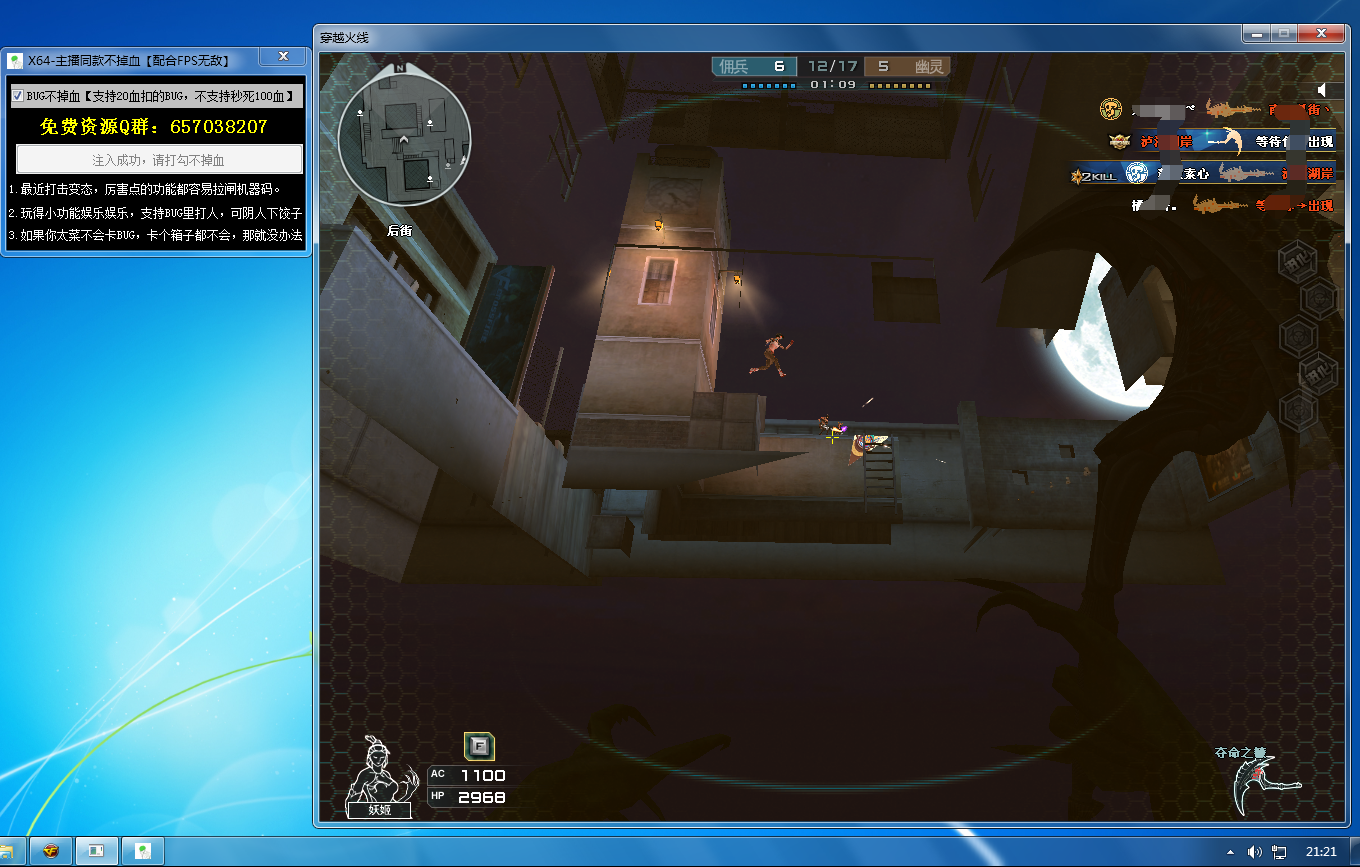 X64-主播同款不掉血【配合FPS无敌】
BUG不掉血【支持20血扣的BUG，不支持秒死100血】
免费资源Q群：657038207
注入成功，请打勾不掉血
1.最近打击变态，厉害点的功能都容易拉闸机器码。
2.玩得小功能娱乐娱乐，支持BUG里打人，可阴人下饺子
3.如果你太菜不会卡BUG，卡个箱子都不会，那就没办法
穿越火线
N
佣兵 6 12/17 5 幽灵
01:09
后街
等待 出现
2KILL 素心 湖岸
出现
F
AC 1100
HP 2968
妖姬
夺命之镰
21:21